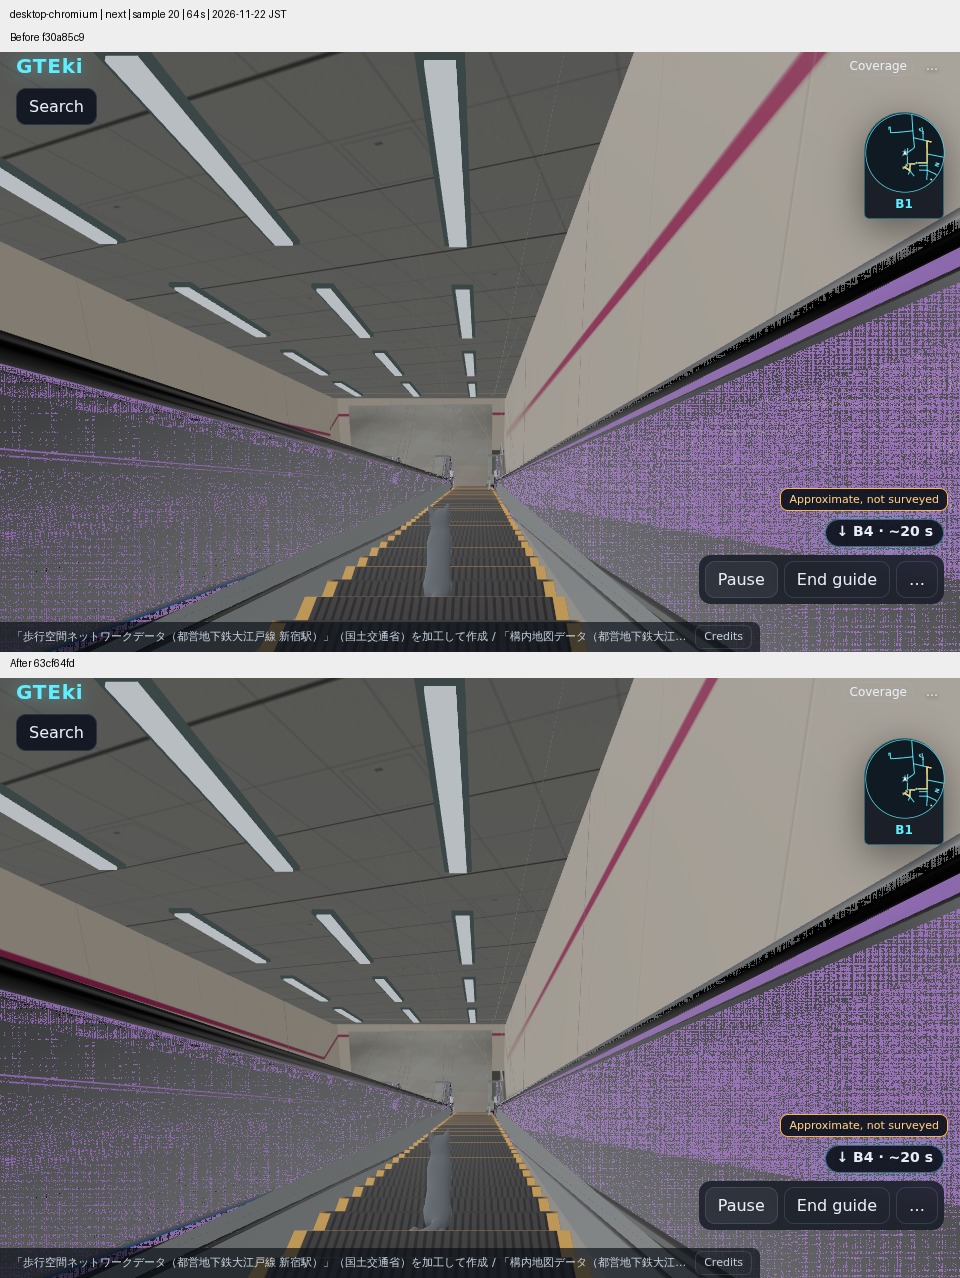 desktop-chromium | next | sample 20 | 64s | 2026-11-22 JST
Before f30a85c9
GTEki
Coverage ...
Search
B1
Approximate, not surveyed
↓ B4 · ~20 s
Pause End guide ...
「歩行空間ネットワークデータ（都営地下鉄大江戸線 新宿駅）」（国土交通省）を加工して作成 / 「構内地図データ（都営地下鉄大江... Credits
After 63cf64fd
GTEki
Coverage ...
Search
B1
Approximate, not surveyed
↓ B4 · ~20 s
Pause End guide ...
「歩行空間ネットワークデータ（都営地下鉄大江戸線 新宿駅）」（国土交通省）を加工して作成 / 「構内地図データ（都営地下鉄大江... Credits